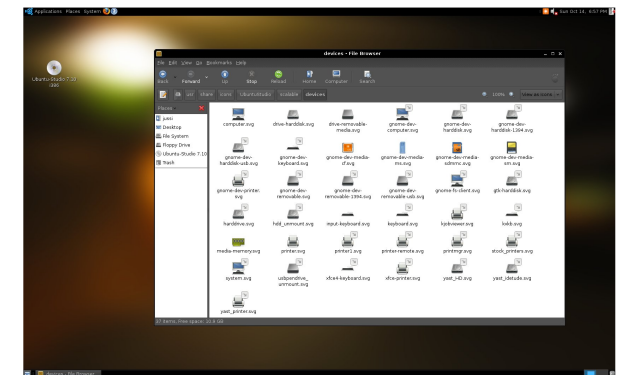 Applications Places System
Sun Oct 14, 6:07 PM
Ubuntu-Studio 7.10
i386
devices - File Browser
File Edit View Go Bookmarks Help
Back Forward Up Stop Reload Home Computer Search
usr share icons UbuntuStudio scalable devices
100% View as Icons
Places
jussi
Desktop
File System
Floppy Drive
Ubuntu-Studio 7.10
Trash
computer.svg drive-harddisk.svg drive-removable-media.svg gnome-dev-computer.svg gnome-dev-harddisk.svg gnome-dev-harddisk-1394.svg
gnome-dev-harddisk-usb.svg gnome-dev-keyboard.svg gnome-dev-media-cf.svg gnome-dev-media-ms.svg gnome-dev-media-sdmmc.svg gnome-dev-media-sm.svg
gnome-dev-printer.svg gnome-dev-removable.svg gnome-dev-removable-1394.svg gnome-dev-removable-usb.svg gnome-fs-client.svg gtk-harddisk.svg
harddrive.svg hdd_unmount.svg input-keyboard.svg keyboard.svg kjobviewer.svg kxkb.svg
media-memory.svg printer.svg printer1.svg printer-remote.svg printmgr.svg stock_printers.svg
system.svg usbpendrive_unmount.svg xfce4-keyboard.svg xfce-printer.svg yast_HD.svg yast_idetude.svg
yast_printer.svg
37 items, Free space: GB
devices - File Browser